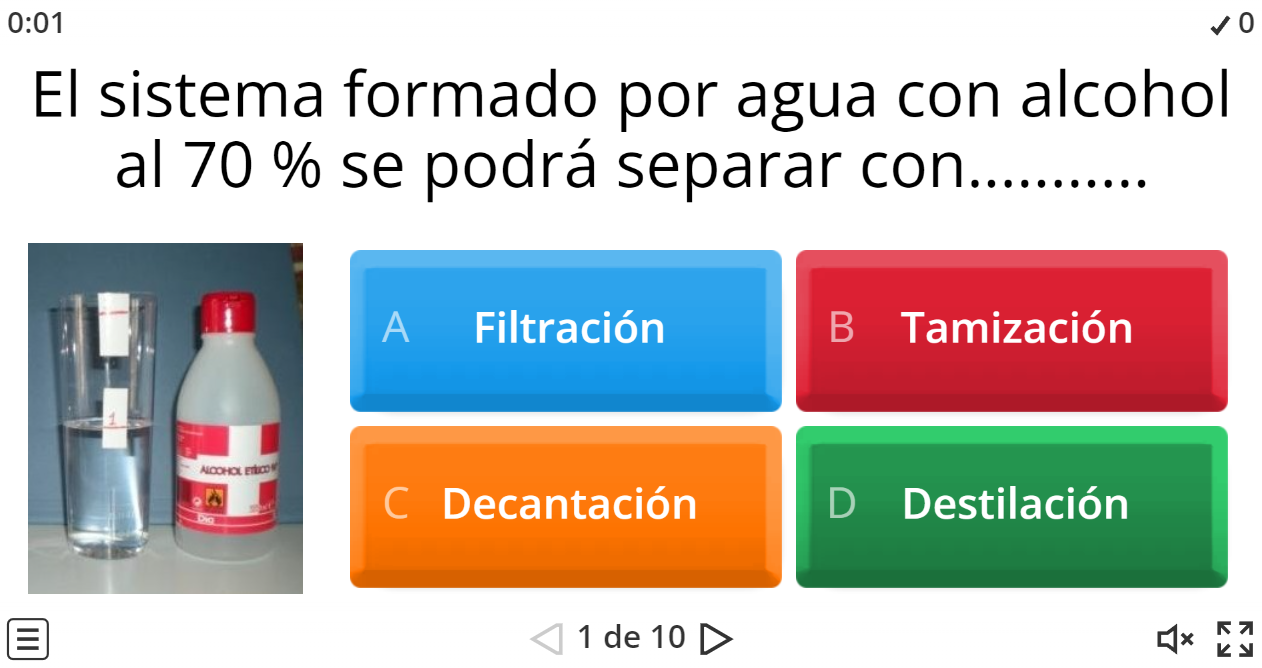 0:01
✓ 0
El sistema formado por agua con alcohol
al 70 % se podrá separar con...........
A Filtración
B Tamización
1
ALCOHOL ETÍLICO
C Decantación
D Destilación
1 de 10